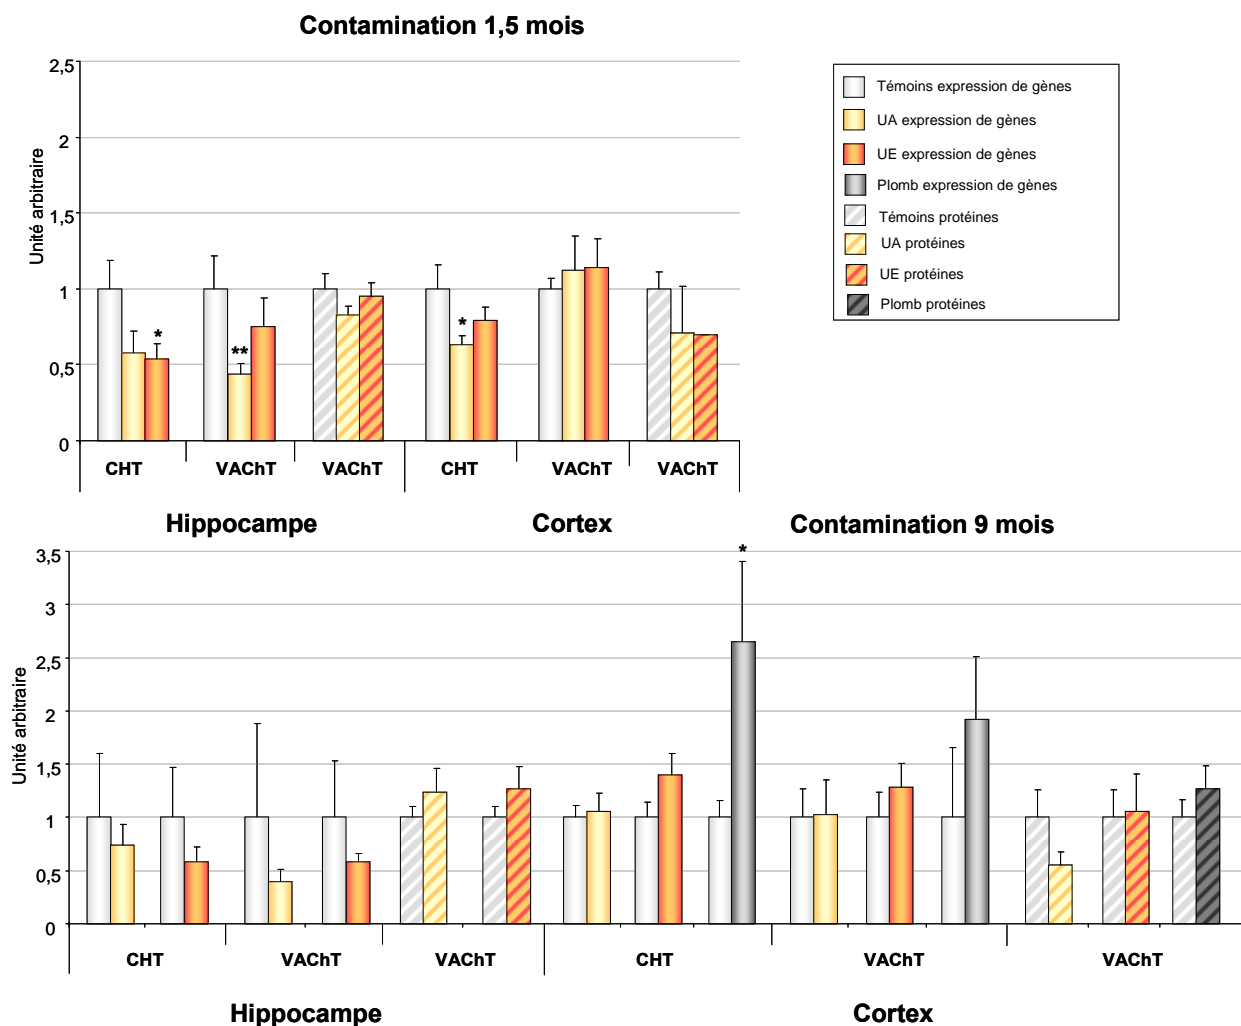 Contamination 1,5 mois
Unité arbitraire
2,5
2
1,5
1
0,5
0
*
**
*
CHT VAChT VAChT CHT VAChT VAChT
Hippocampe Cortex
Témoins expression de gènes
UA expression de gènes
UE expression de gènes
Plomb expression de gènes
Témoins protéines
UA protéines
UE protéines
Plomb protéines
Contamination 9 mois
Unité arbitraire
3,5
3
2,5
2
1,5
1
0,5
0
*
CHT VAChT VAChT CHT VAChT VAChT
Hippocampe Cortex